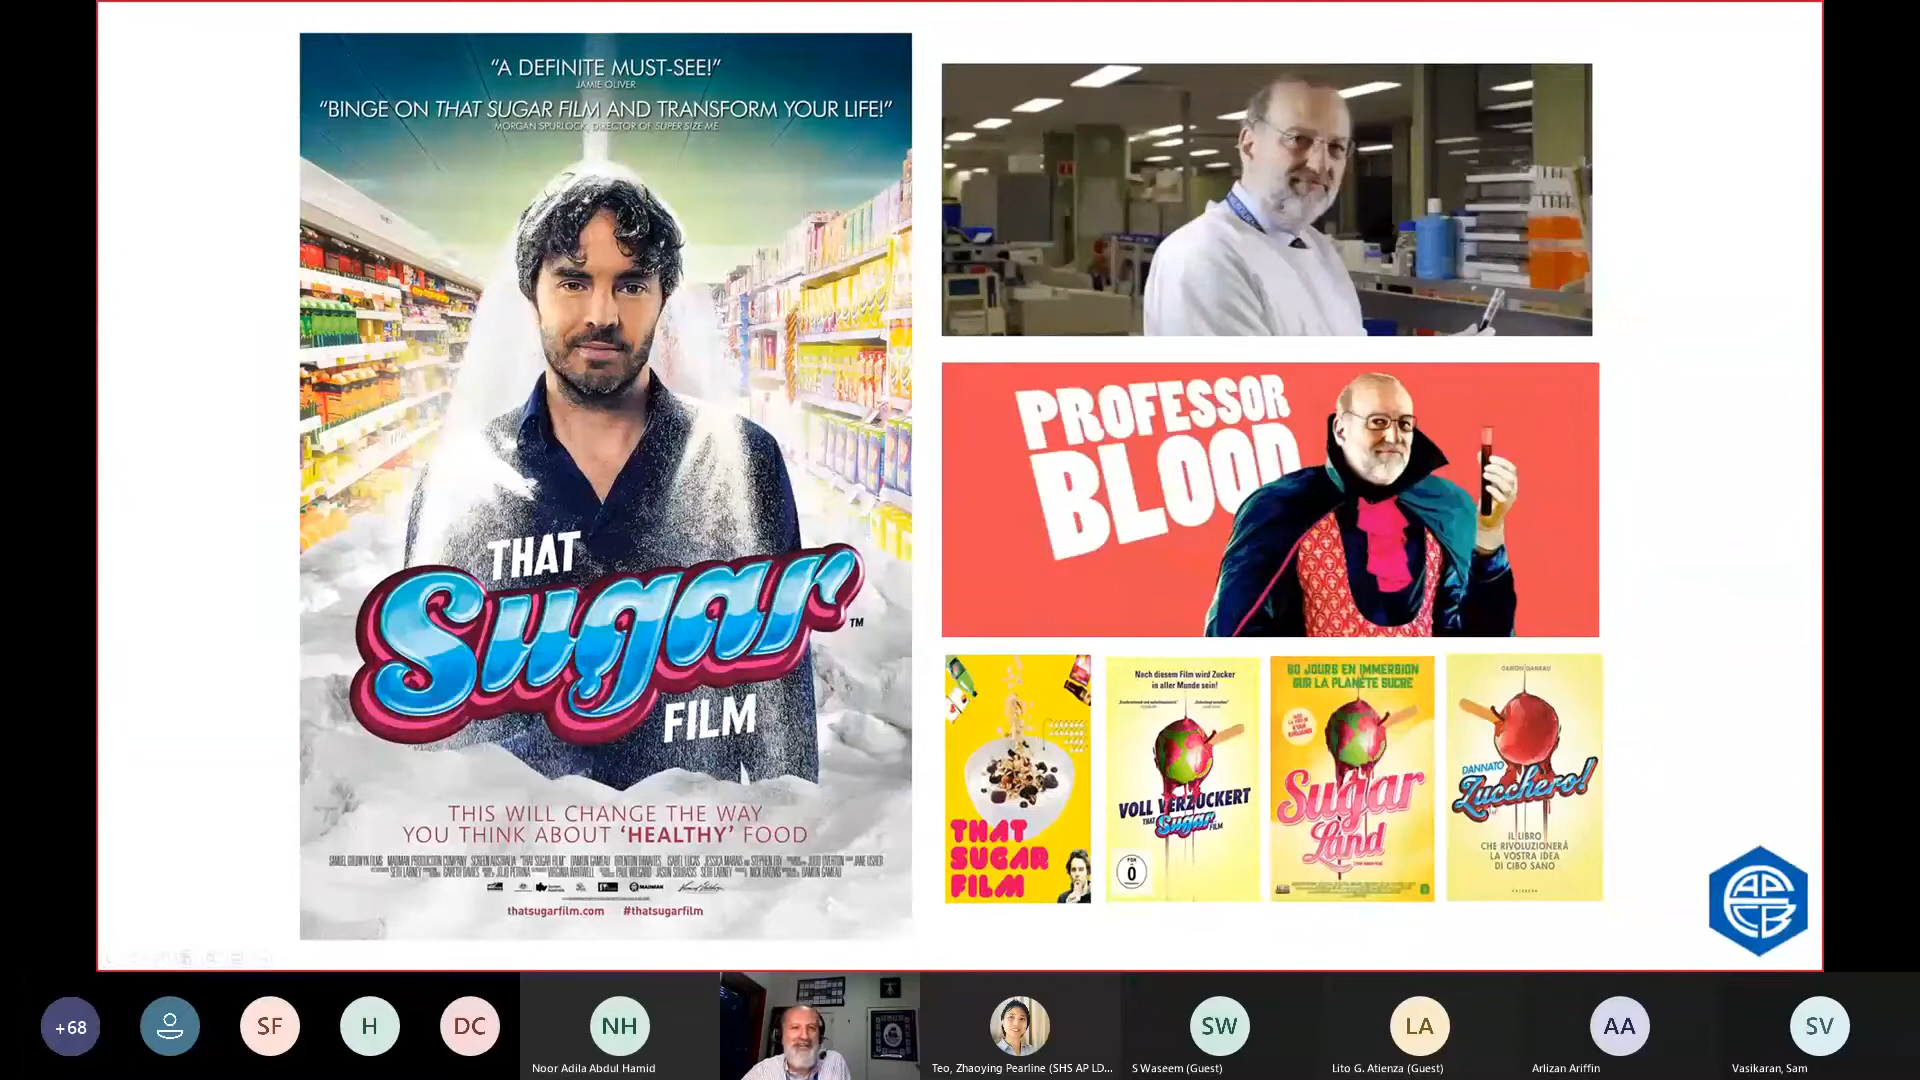 “A DEFINITE MUST-SEE!”
JAMIE OLIVER
“BINGE ON THAT SUGAR FILM AND TRANSFORM YOUR LIFE!”
MORGAN SPURLOCK, DIRECTOR OF SUPER SIZE ME
THAT
Sugar
FILM
TM
THIS WILL CHANGE THE WAY
YOU THINK ABOUT ‘HEALTHY’ FOOD
thatsugarfilm.com #thatsugarfilm
PROFESSOR
BLOOD
THAT
SUGAR
FILM
Nach diesem Film wird Zucker
in aller Munde sein!
VOLL VERZUCKERT
THAT Sugar FILM
FSK
0
60 JOURS EN IMMERSION
SUR LA PLANÈTE SUCRE
Sugar
Land
DAMON GAMEAU
DANNATO
Zucchero!
IL LIBRO
CHE RIVOLUZIONERÀ
LA VOSTRA IDEA
DI CIBO SANO
APFCB
+68
SF
H
DC
NH
Noor Adila Abdul Hamid
Teo, Zhaoying Pearline (SHS AP LD...
SW
S Waseem (Guest)
LA
Lito G. Atienza (Guest)
AA
Arlizan Ariffin
SV
Vasikaran, Sam